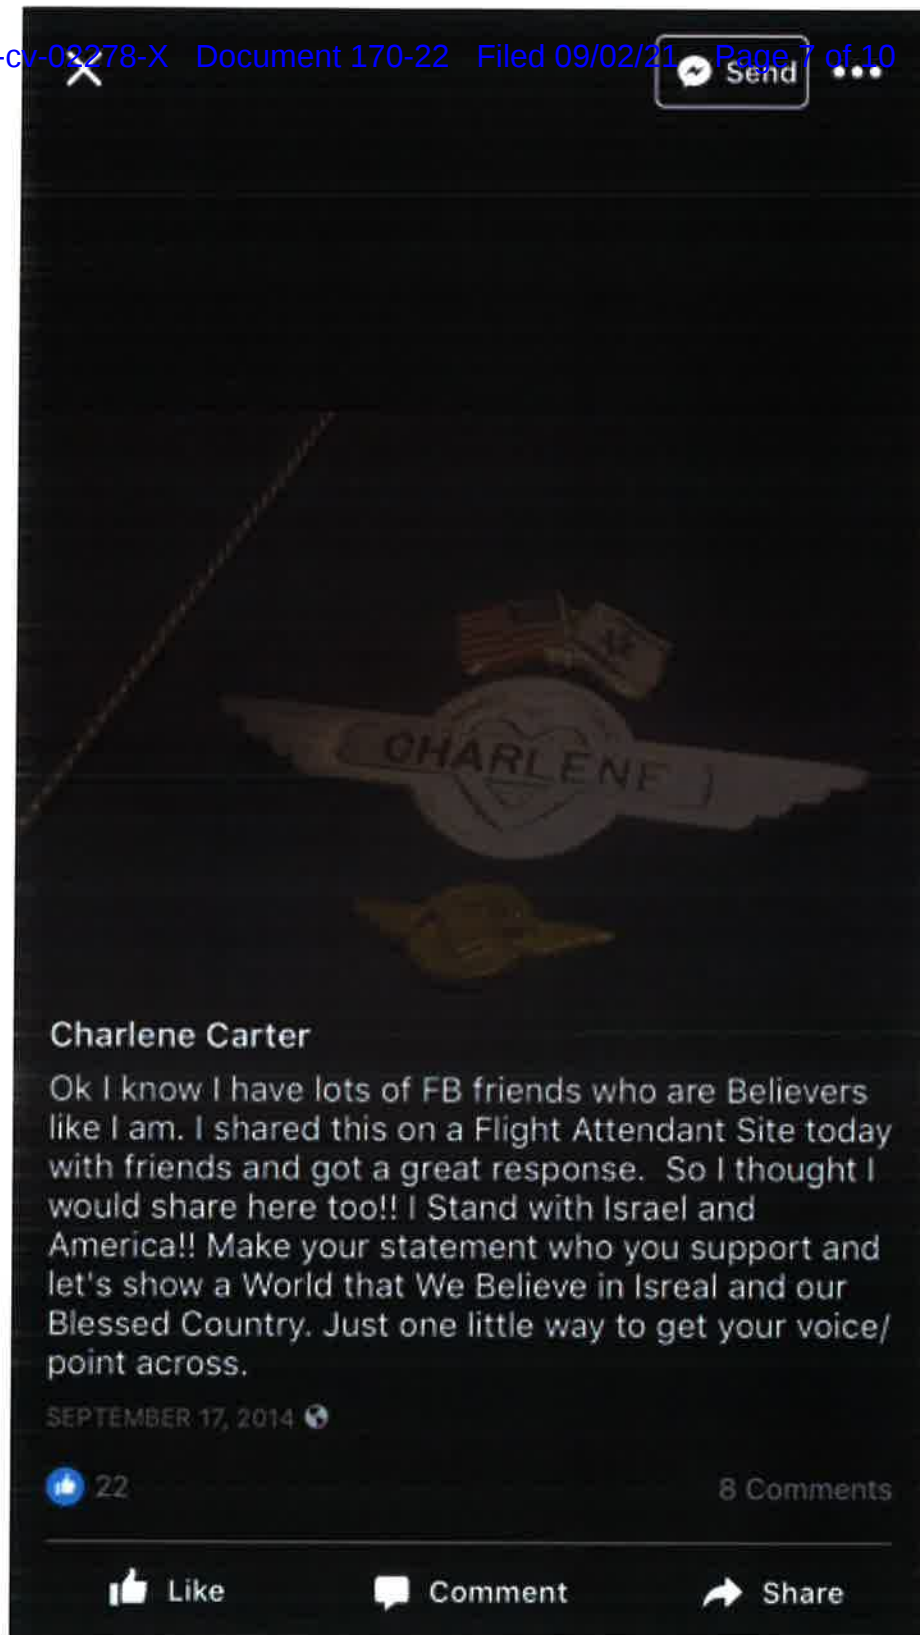 -cv-02278-X Document 170-22 Filed 09/02/21 Page 7 of 10
Send
CHARLENE
Charlene Carter
Ok I know I have lots of FB friends who are Believers
like I am. I shared this on a Flight Attendant Site today
with friends and got a great response. So I thought I
would share here too!! I Stand with Israel and
America!! Make your statement who you support and
let's show a World that We Believe in Isreal and our
Blessed Country. Just one little way to get your voice/
point across.
SEPTEMBER 17, 2014
22
8 Comments
Like Comment Share